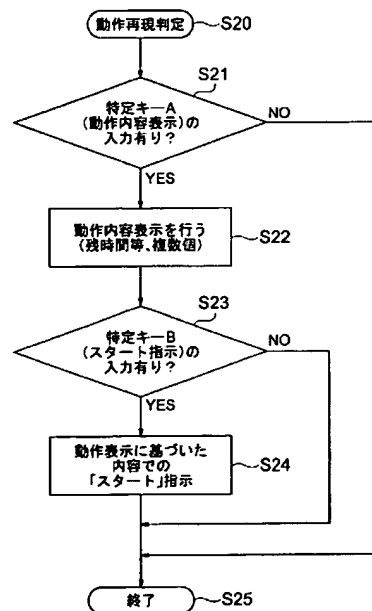 動作再現判定
S20
S21
特定キーA
(動作内容表示)の
入力有り?
NO
YES
動作内容表示を行う
(残時間等、複数個)
S22
S23
特定キーB
(スタート指示)の
入力有り?
NO
YES
動作表示に基づいた
内容での
「スタート」指示
S24
終了
S25